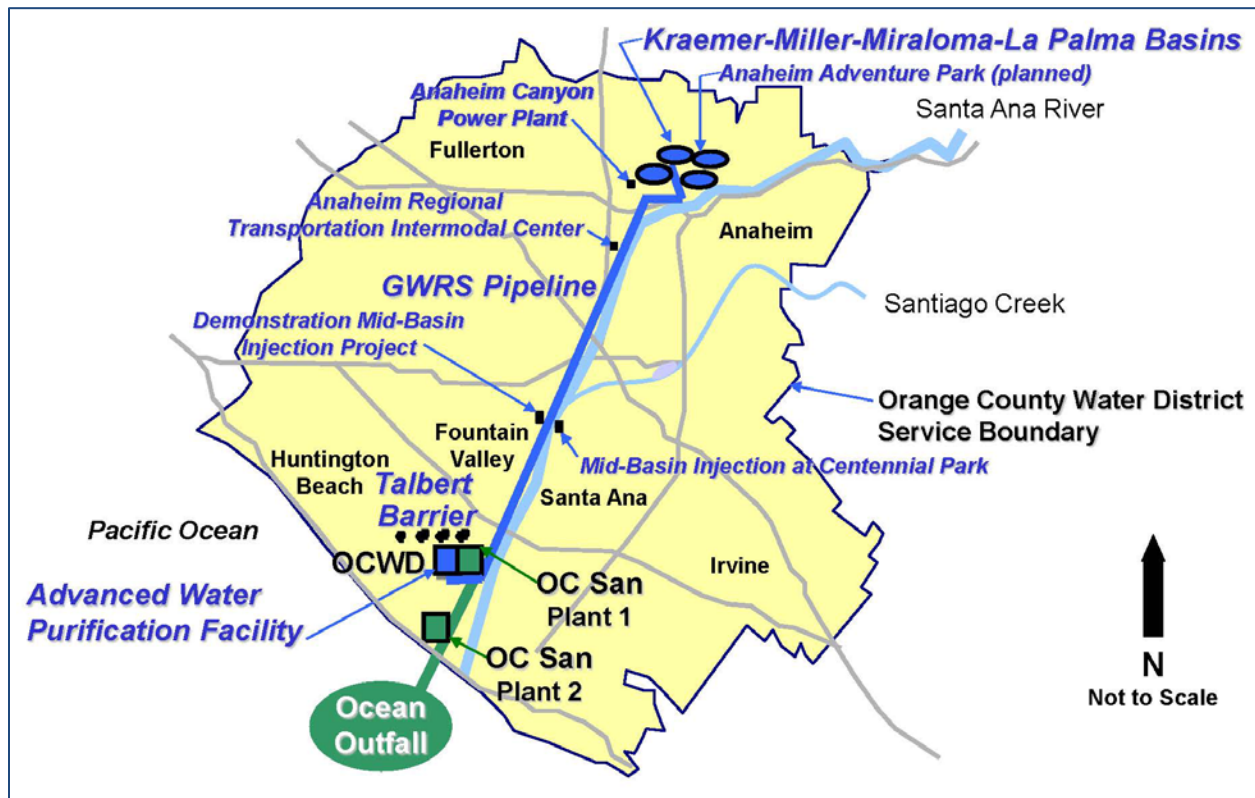 Kraemer-Miller-Miraloma-La Palma Basins
Anaheim Adventure Park (planned)
Anaheim Canyon
Power Plant
Santa Ana River
Fullerton
Anaheim Regional
Transportation Intermodal Center
Anaheim
GWRS Pipeline
Santiago Creek
Demonstration Mid-Basin
Injection Project
Orange County Water District
Service Boundary
Fountain
Valley
Mid-Basin Injection at Centennial Park
Huntington
Beach
Santa Ana
Talbert
Barrier
Pacific Ocean
OCWD
Irvine
Advanced Water
Purification Facility
OC San
Plant 1
OC San
Plant 2
N
Not to Scale
Ocean
Outfall